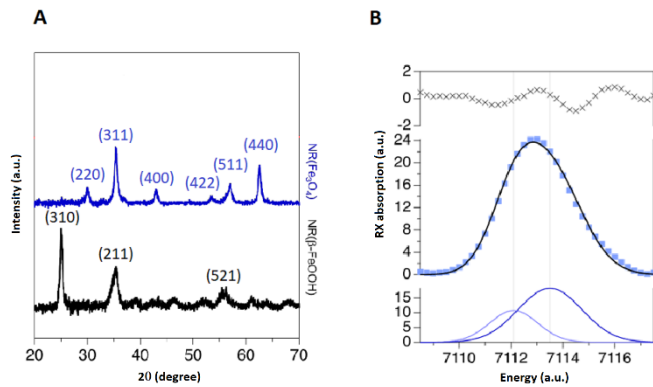 A
B
Intensity (a.u.)
NR(Fe₃O₄)
NR(β-FeOOH)
(220)
(311)
(400)
(422)
(511)
(440)
(310)
(211)
(521)
20 30 40 50 60 70
2θ (degree)
RX absorption (a.u.)
2
0
-2
24
20
16
12
8
4
0
15
10
5
0
7110 7112 7114 7116
Energy (a.u.)